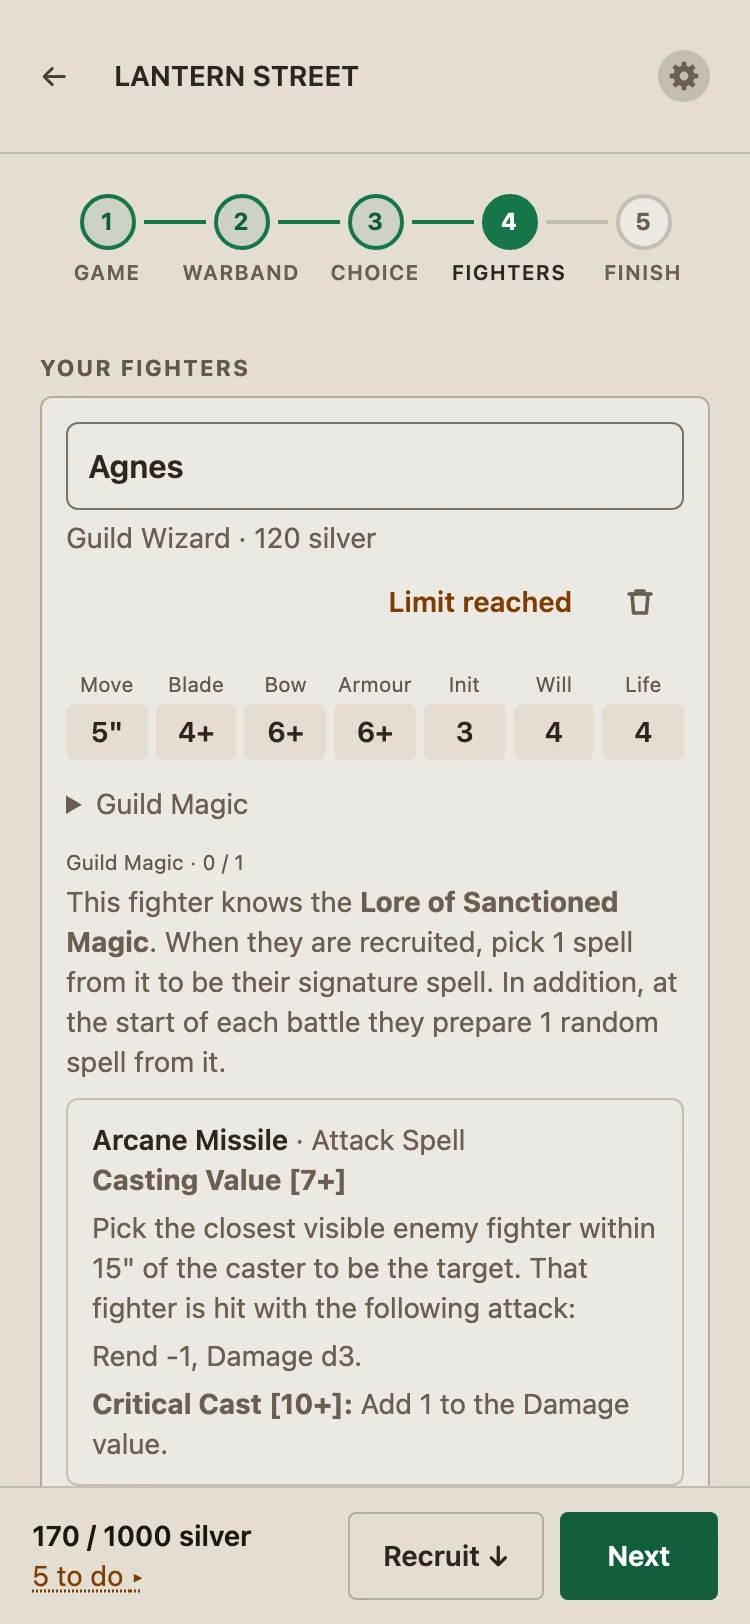 LANTERN STREET
1
2
3
4
5
GAME
WARBAND
CHOICE
FIGHTERS
FINISH
YOUR FIGHTERS
Agnes
Guild Wizard · 120 silver
Limit reached
Move Blade Bow Armour Init Will Life
5" 4+ 6+ 6+ 3 4 4
Guild Magic
Guild Magic · 0 / 1
This fighter knows the Lore of Sanctioned
Magic. When they are recruited, pick 1 spell
from it to be their signature spell. In addition, at
the start of each battle they prepare 1 random
spell from it.
Arcane Missile · Attack Spell
Casting Value [7+]
Pick the closest visible enemy fighter within
15" of the caster to be the target. That
fighter is hit with the following attack:
Rend -1, Damage d3.
Critical Cast [10+]: Add 1 to the Damage
value.
170 / 1000 silver
5 to do ▸
Recruit ↓
Next